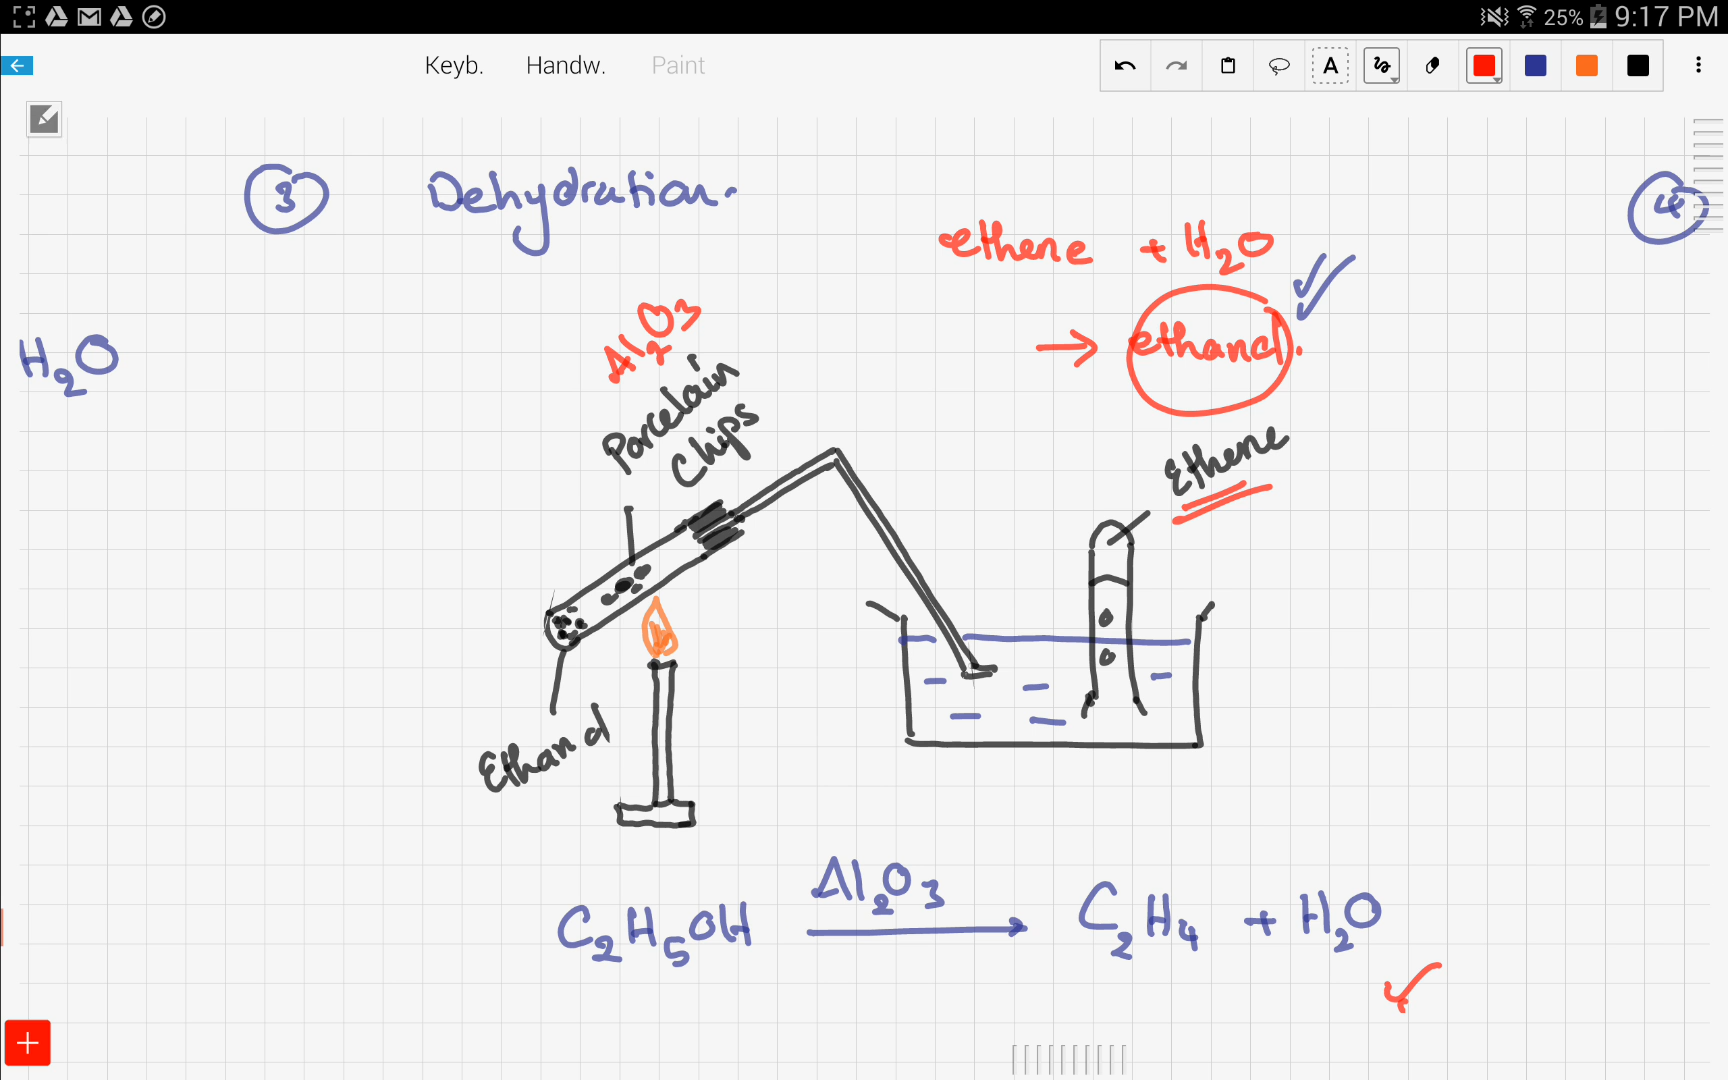 25% 9:17 PM
Keyb. Handw. Paint
A
3 Dehydration.
4
ethene + H2O
→ ethanol.
H2O
Al2O3
Porcelain
Chips
Ethene
Ethanol
C2H5OH Al2O3 → C2H4 + H2O